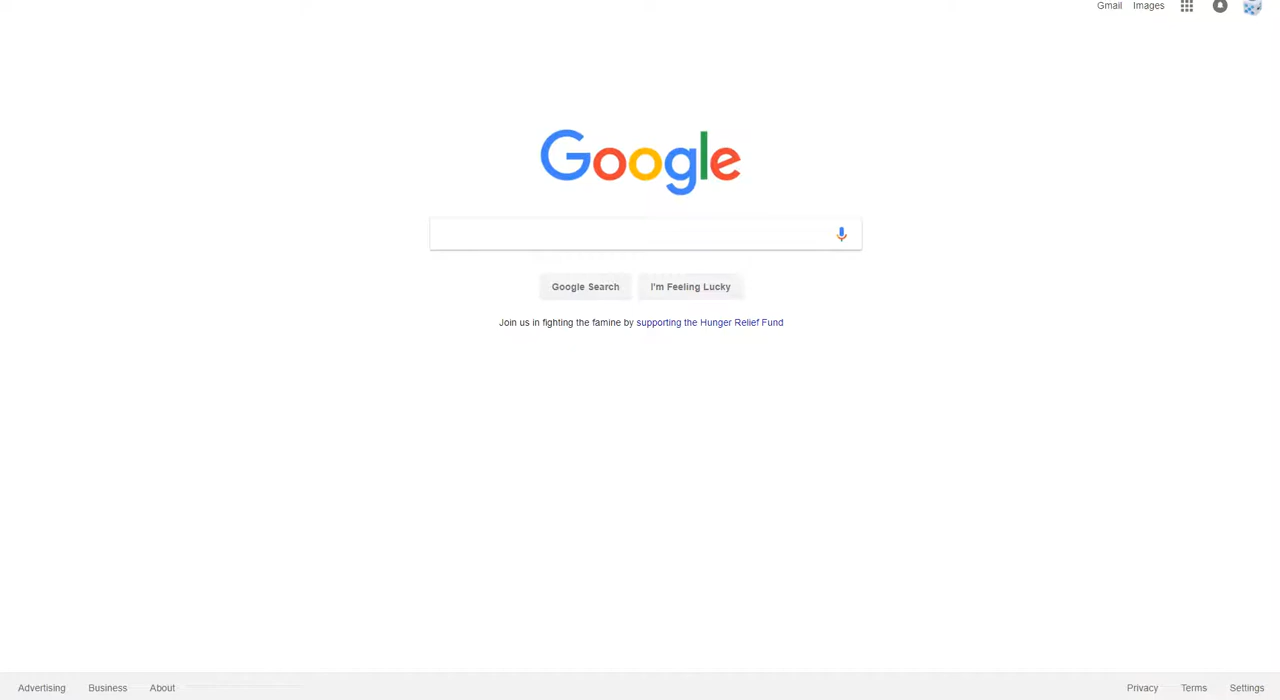 Gmail Images
Google
Google Search I'm Feeling Lucky
Join us in fighting the famine by supporting the Hunger Relief Fund
Advertising Business About Privacy Terms Settings